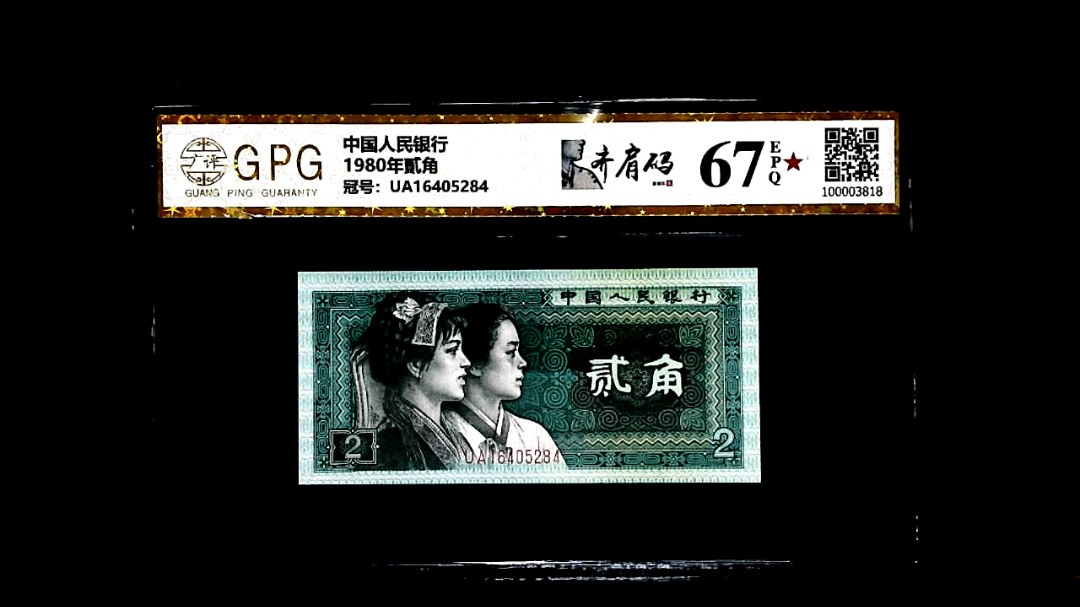 GPG
GUANG PING GUARANTY
中国人民银行
1980年贰角
冠号：UA16405284
齐肩码
67
EPQ
100003818
中国人民银行
贰角
2
2
UA16405284